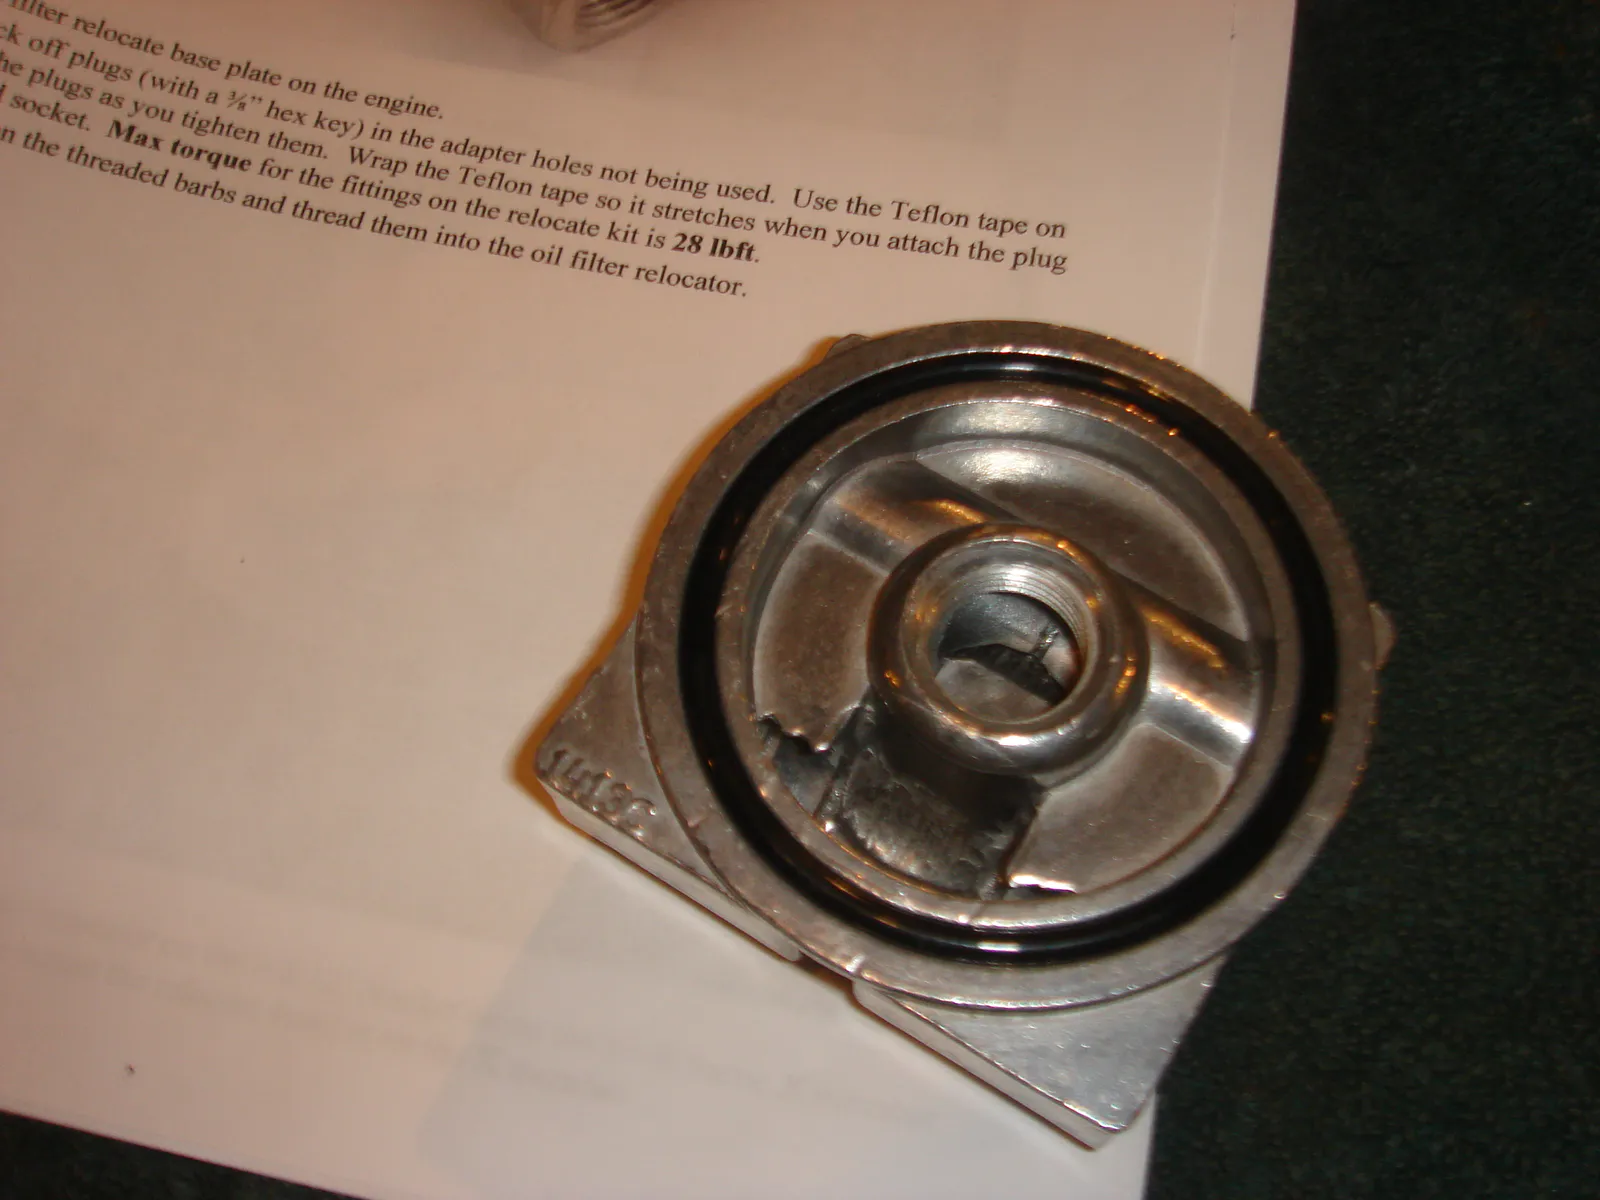 filter relocate base plate on the engine.
off plugs (with a ⅜” hex key) in the adapter holes not being used. Use the Teflon tape on
plugs as you tighten them. Wrap the Teflon tape so it stretches when you attach the plug
socket. Max torque for the fittings on the relocate kit is 28 lbft.
the threaded barbs and thread them into the oil filter relocator.